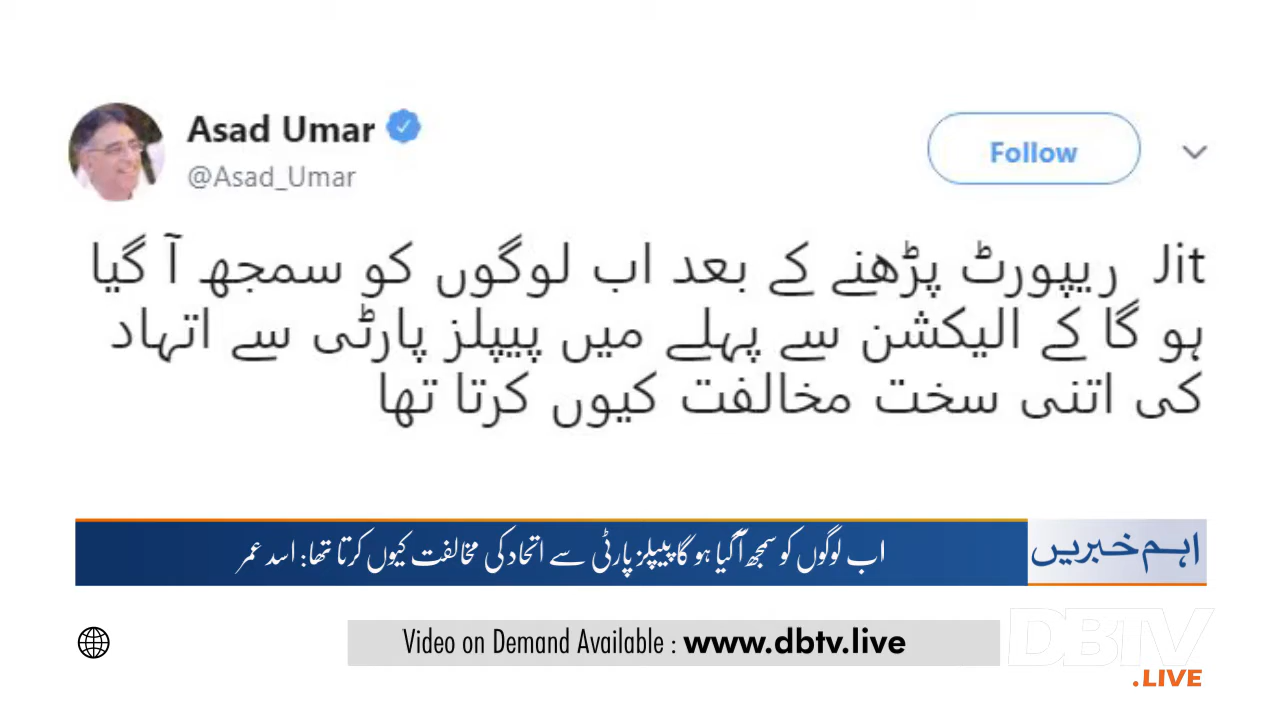 Asad Umar
@Asad_Umar
Follow
Jit ریپورٹ پڑھنے کے بعد اب لوگوں کو سمجھ آ گیا
ہو گا کے الیکشن سے پہلے میں پیپلز پارٹی سے اتہاد
کی اتنی سخت مخالفت کیوں کرتا تھا
اہم خبریں
اب لوگوں کو سمجھ آ گیا ہو گا پیپلز پارٹی سے اتحاد کی مخالفت کیوں کرتا تھا: اسد عمر
Video on Demand Available : www.dbtv.live
DBTV
.LIVE